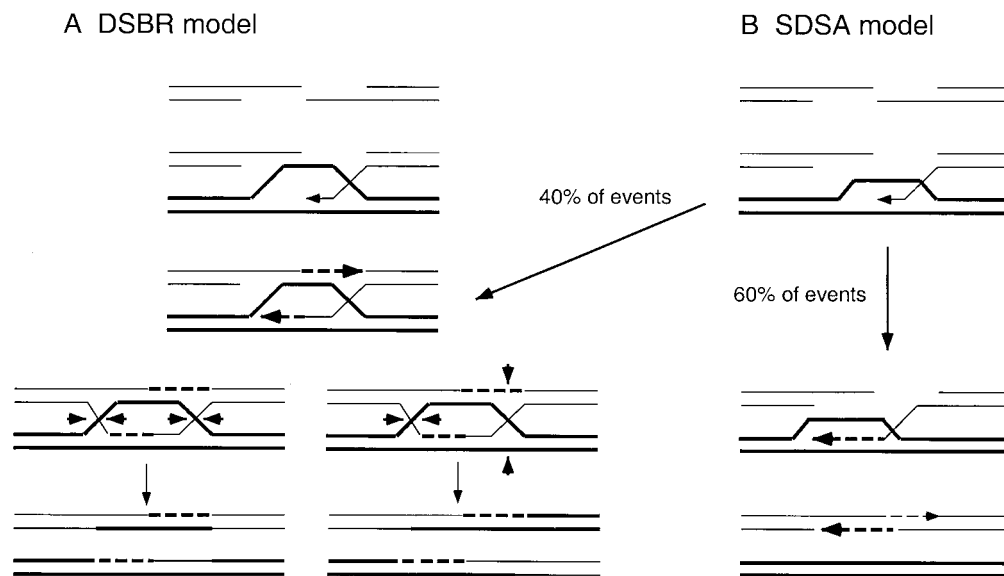 A DSBR model
B SDSA model
40% of events
60% of events